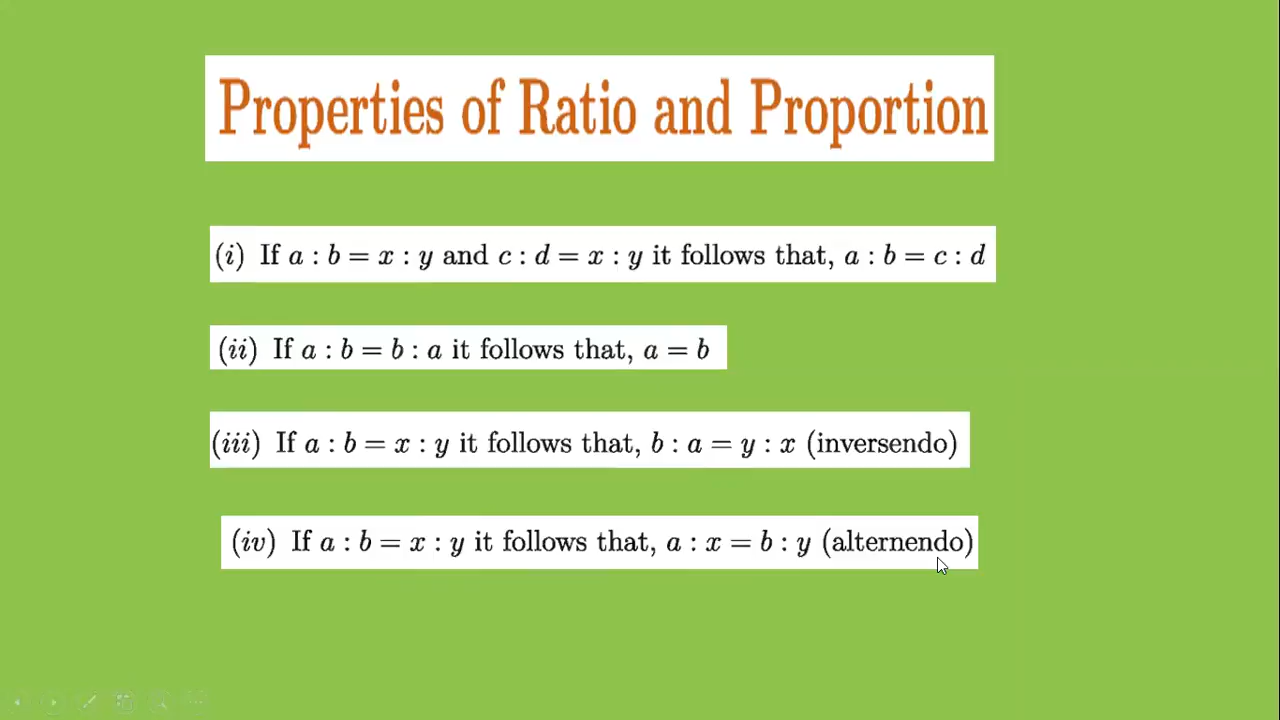 Properties of Ratio and Proportion
(i) If a : b = x : y and c : d = x : y it follows that, a : b = c : d
(ii) If a : b = b : a it follows that, a = b
(iii) If a : b = x : y it follows that, b : a = y : x (inversendo)
(iv) If a : b = x : y it follows that, a : x = b : y (alternendo)